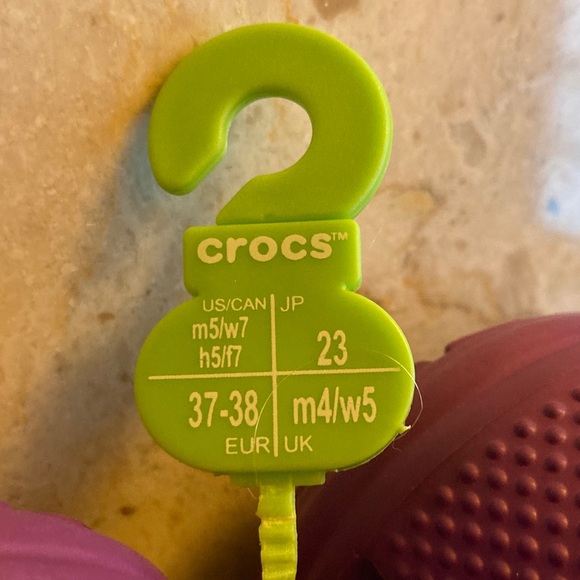 crocs™
US/CAN JP
m5/w7
h5/f7
23
37-38 m4/w5
EUR UK